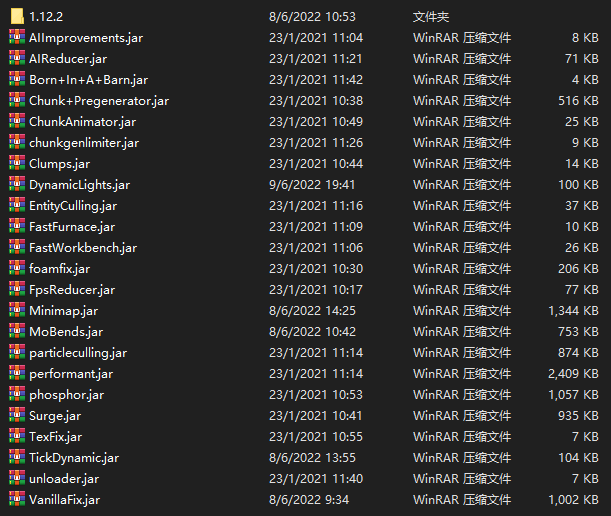 1.12.2 8/6/2022 10:53 文件夹
AIImprovements.jar 23/1/2021 11:04 WinRAR 压缩文件 8 KB
AIReducer.jar 23/1/2021 11:21 WinRAR 压缩文件 71 KB
Born+In+A+Barn.jar 23/1/2021 11:42 WinRAR 压缩文件 4 KB
Chunk+Pregenerator.jar 23/1/2021 10:38 WinRAR 压缩文件 516 KB
ChunkAnimator.jar 23/1/2021 10:49 WinRAR 压缩文件 25 KB
chunkgenlimiter.jar 23/1/2021 11:26 WinRAR 压缩文件 9 KB
Clumps.jar 23/1/2021 10:44 WinRAR 压缩文件 14 KB
DynamicLights.jar 9/6/2022 19:41 WinRAR 压缩文件 100 KB
EntityCulling.jar 23/1/2021 11:16 WinRAR 压缩文件 37 KB
FastFurnace.jar 23/1/2021 11:09 WinRAR 压缩文件 10 KB
FastWorkbench.jar 23/1/2021 11:06 WinRAR 压缩文件 26 KB
foamfix.jar 23/1/2021 10:30 WinRAR 压缩文件 206 KB
FpsReducer.jar 23/1/2021 10:17 WinRAR 压缩文件 77 KB
Minimap.jar 8/6/2022 14:25 WinRAR 压缩文件 1,344 KB
MoBends.jar 8/6/2022 10:42 WinRAR 压缩文件 753 KB
particleculling.jar 23/1/2021 11:14 WinRAR 压缩文件 874 KB
performant.jar 23/1/2021 11:14 WinRAR 压缩文件 2,409 KB
phosphor.jar 23/1/2021 10:53 WinRAR 压缩文件 1,057 KB
Surge.jar 23/1/2021 10:41 WinRAR 压缩文件 935 KB
TexFix.jar 23/1/2021 10:55 WinRAR 压缩文件 7 KB
TickDynamic.jar 8/6/2022 13:55 WinRAR 压缩文件 104 KB
unloader.jar 23/1/2021 11:40 WinRAR 压缩文件 7 KB
VanillaFix.jar 8/6/2022 9:34 WinRAR 压缩文件 1,002 KB